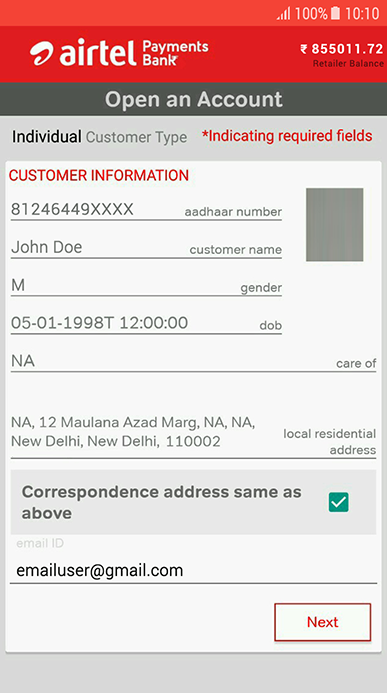 100% 10:10
airtel Payments Bank
₹ 855011.72
Retailer Balance
Open an Account
Individual Customer Type *Indicating required fields
CUSTOMER INFORMATION
81246449XXXX aadhaar number
John Doe customer name
M gender
05-01-1998T 12:00:00 dob
NA care of
NA, 12 Maulana Azad Marg, NA, NA,
New Delhi, New Delhi, 110002
local residential
address
Correspondence address same as
above
email ID
emailuser@gmail.com
Next